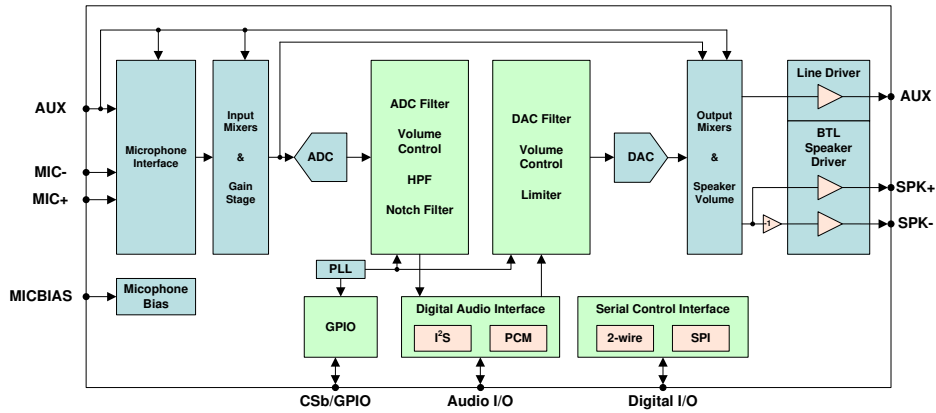 AUX
MIC-
MIC+
MICBIAS
Microphone
Interface
Micophone
Bias
Input
Mixers
&
Gain
Stage
ADC
ADC Filter
Volume
Control
HPF
Notch Filter
DAC Filter
Volume
Control
Limiter
DAC
Output
Mixers
&
Speaker
Volume
Line Driver
BTL
Speaker
Driver
-1
AUX
SPK+
SPK-
PLL
GPIO
Digital Audio Interface
I²S
PCM
Serial Control Interface
2-wire
SPI
CSb/GPIO
Audio I/O
Digital I/O